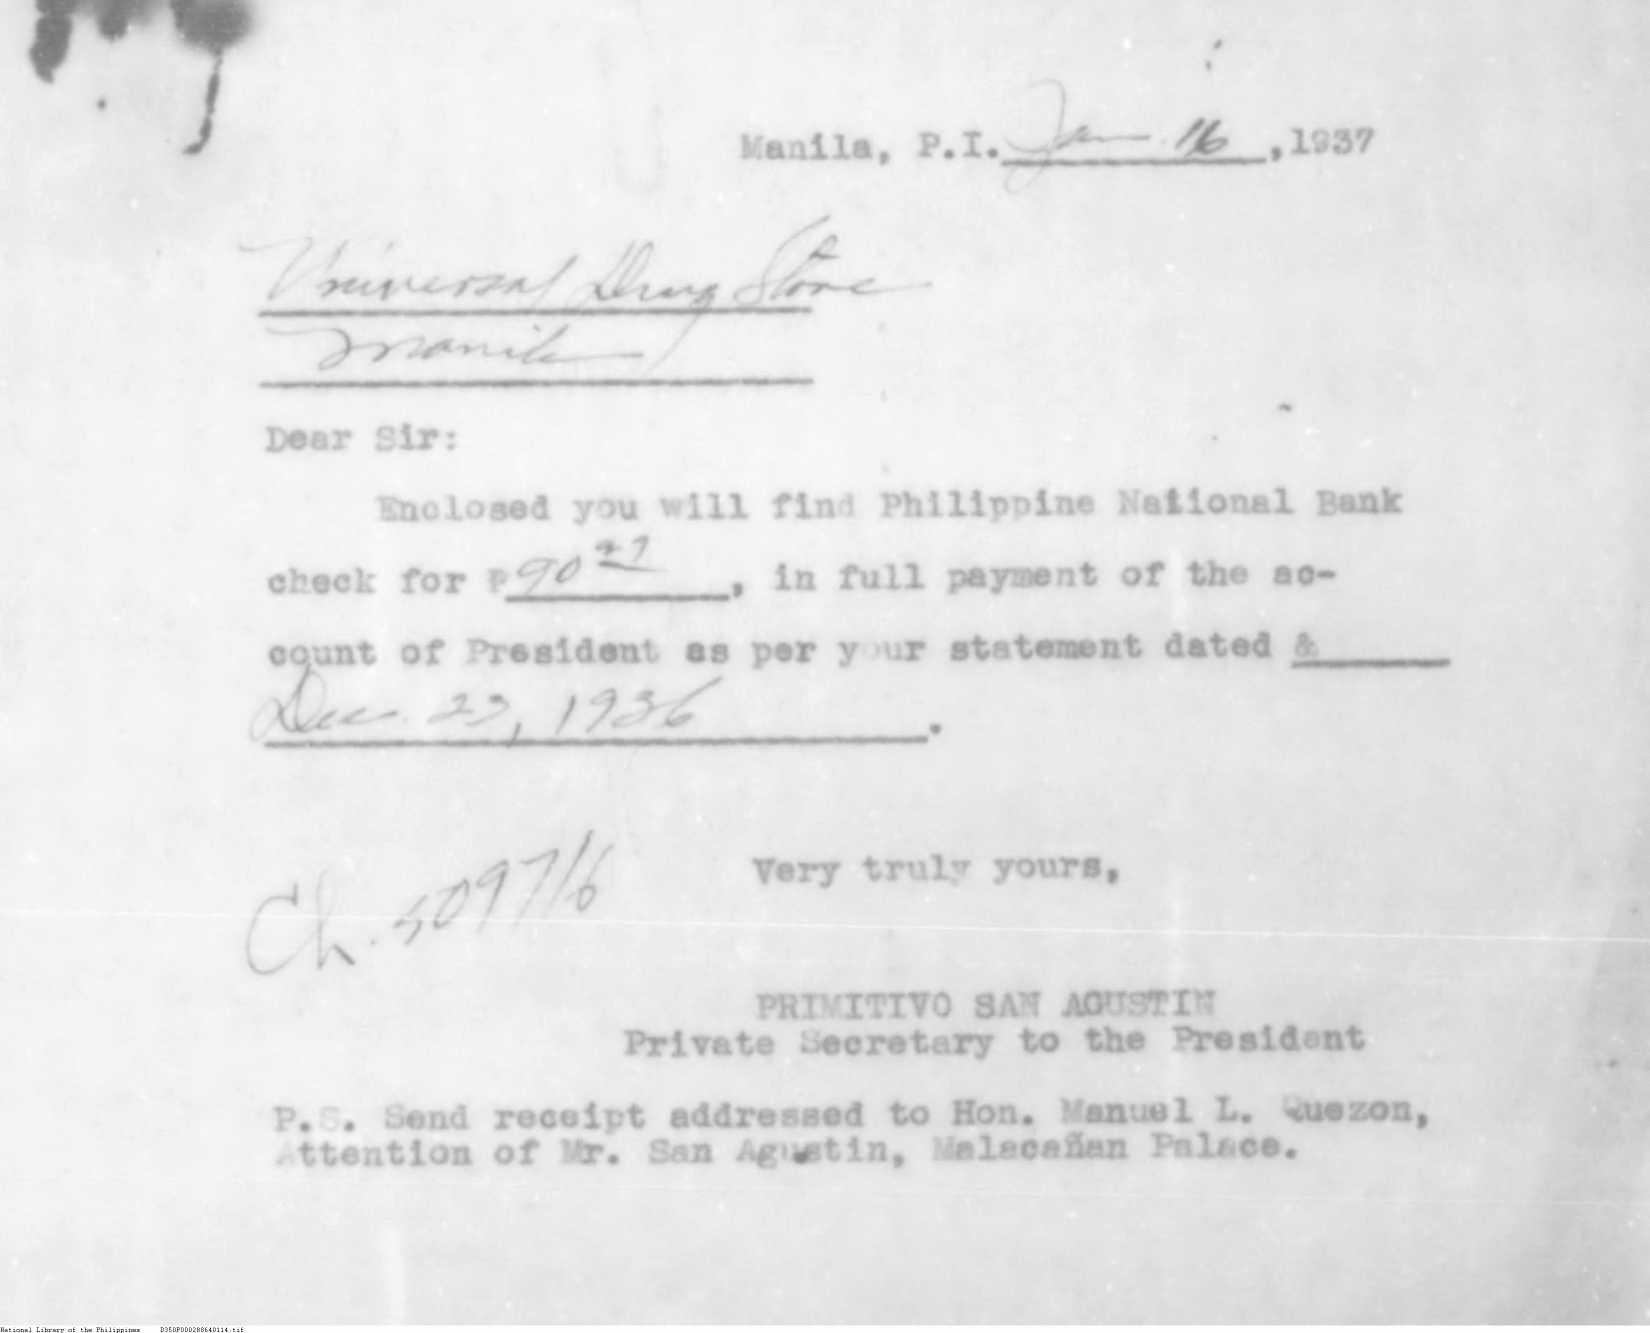 Manila, P.I. Jan. 16, 1937
Universal Drug Store
Manila
Dear Sir:
Enclosed you will find Philippine National Bank
check for ₱90 27, in full payment of the ac-
count of President as per your statement dated &
Dec. 23, 1936.
Very truly yours,
Ch. 509716
PRIMITIVO SAN AGUSTIN
Private Secretary to the President
P.S. Send receipt addressed to Hon. Manuel L. Quezon,
Attention of Mr. San Agustin, Malacañan Palace.
National Library of the Philippines D350P000288640114.tif